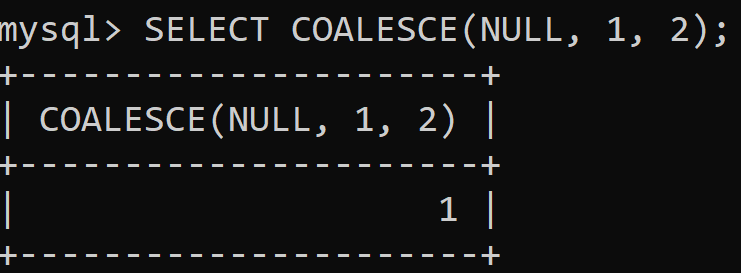 mysql> SELECT COALESCE(NULL, 1, 2);
+-----------------------+
| COALESCE(NULL, 1, 2) |
+-----------------------+
|                    1 |
+-----------------------+